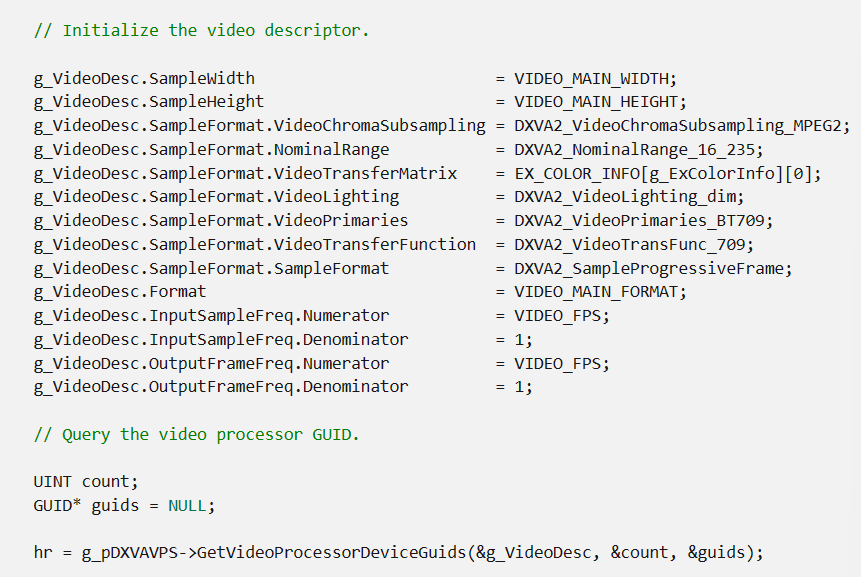 // Initialize the video descriptor.
g_VideoDesc.SampleWidth                         = VIDEO_MAIN_WIDTH;
g_VideoDesc.SampleHeight                        = VIDEO_MAIN_HEIGHT;
g_VideoDesc.SampleFormat.VideoChromaSubsampling = DXVA2_VideoChromaSubsampling_MPEG2;
g_VideoDesc.SampleFormat.NominalRange           = DXVA2_NominalRange_16_235;
g_VideoDesc.SampleFormat.VideoTransferMatrix    = EX_COLOR_INFO[g_ExColorInfo][0];
g_VideoDesc.SampleFormat.VideoLighting          = DXVA2_VideoLighting_dim;
g_VideoDesc.SampleFormat.VideoPrimaries         = DXVA2_VideoPrimaries_BT709;
g_VideoDesc.SampleFormat.VideoTransferFunction  = DXVA2_VideoTransFunc_709;
g_VideoDesc.SampleFormat.SampleFormat           = DXVA2_SampleProgressiveFrame;
g_VideoDesc.Format                              = VIDEO_MAIN_FORMAT;
g_VideoDesc.InputSampleFreq.Numerator           = VIDEO_FPS;
g_VideoDesc.InputSampleFreq.Denominator         = 1;
g_VideoDesc.OutputFrameFreq.Numerator           = VIDEO_FPS;
g_VideoDesc.OutputFrameFreq.Denominator         = 1;
// Query the video processor GUID.
UINT count;
GUID* guids = NULL;
hr = g_pDXVAVPS->GetVideoProcessorDeviceGuids(&g_VideoDesc, &count, &guids);